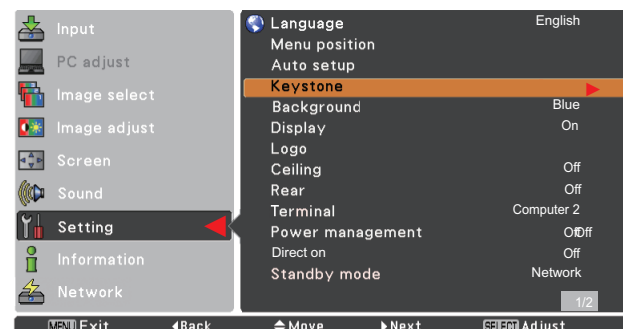 Input
PC adjust
Image select
Image adjust
Screen
Sound
Setting
Information
Network
Language English
Menu position
Auto setup
Keystone
Background Blue
Display On
Logo
Ceiling Off
Rear Off
Terminal Computer 2
Power management Off
Direct on Off
Standby mode Network
1/2
MENU Exit Back Move Next SELECT Adjust